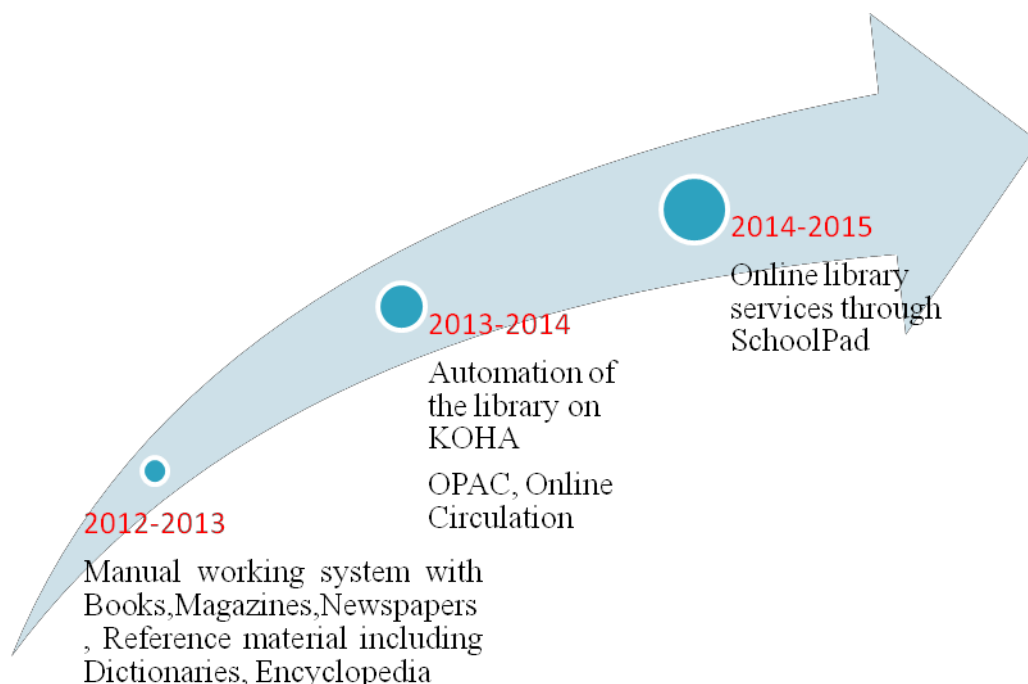 2012-2013
Manual working system with
Books,Magazines,Newspapers
, Reference material including
Dictionaries, Encyclopedia
2013-2014
Automation of
the library on
KOHA
OPAC, Online
Circulation
2014-2015
Online library
services through
SchoolPad